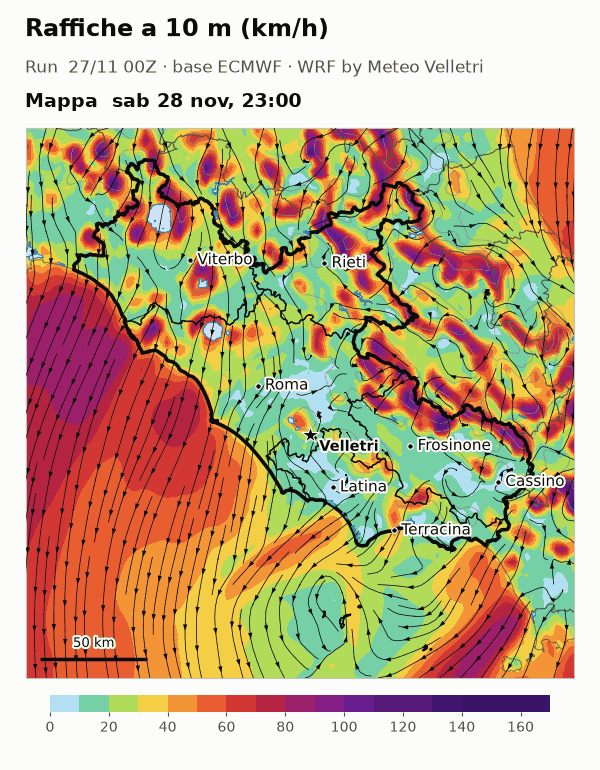 Raffiche a 10 m (km/h)
Run  27/11 00Z · base ECMWF · WRF by Meteo Velletri
Mappa  sab 28 nov, 23:00
Viterbo
Rieti
Roma
Velletri
Frosinone
Cassino
Latina
Terracina
50 km
0 20 40 60 80 100 120 140 160